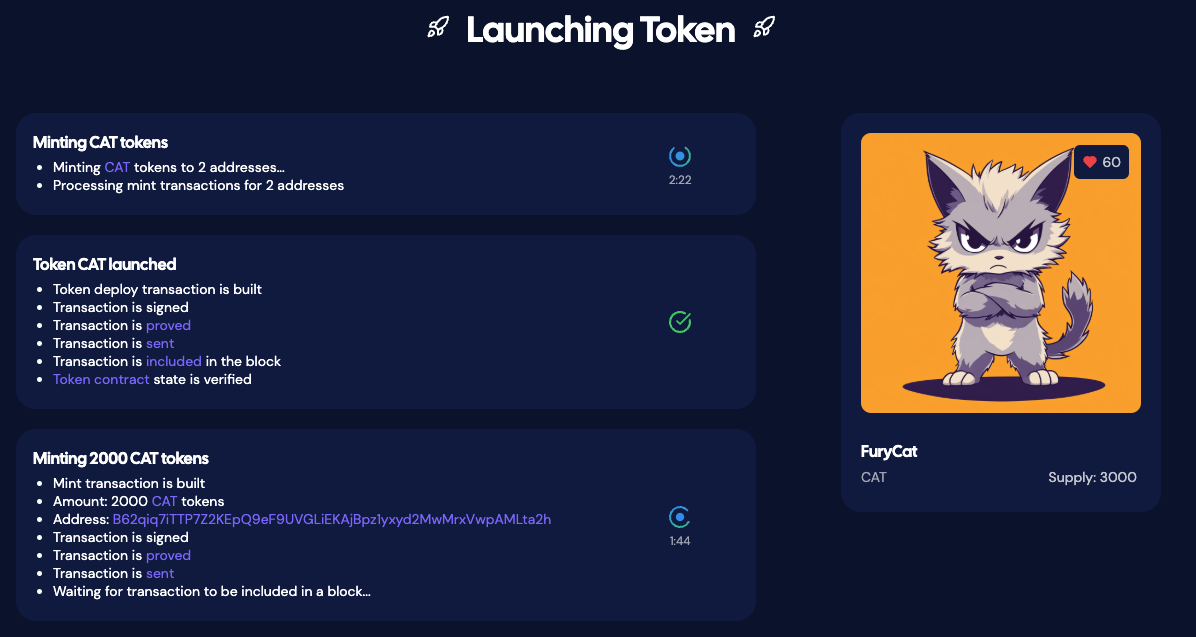 Launching Token
Minting CAT tokens
Minting CAT tokens to 2 addresses...
Processing mint transactions for 2 addresses
2:22
Token CAT launched
Token deploy transaction is built
Transaction is signed
Transaction is proved
Transaction is sent
Transaction is included in the block
Token contract state is verified
Minting 2000 CAT tokens
Mint transaction is built
Amount: 2000 CAT tokens
Address: B62qiq7iTTP7Z2KEpQ9eF9UVGLiEKAjBpz1yxyd2MwMrxVwpAMLta2h
Transaction is signed
Transaction is proved
Transaction is sent
Waiting for transaction to be included in a block...
1:44
60
FuryCat
CAT
Supply: 3000